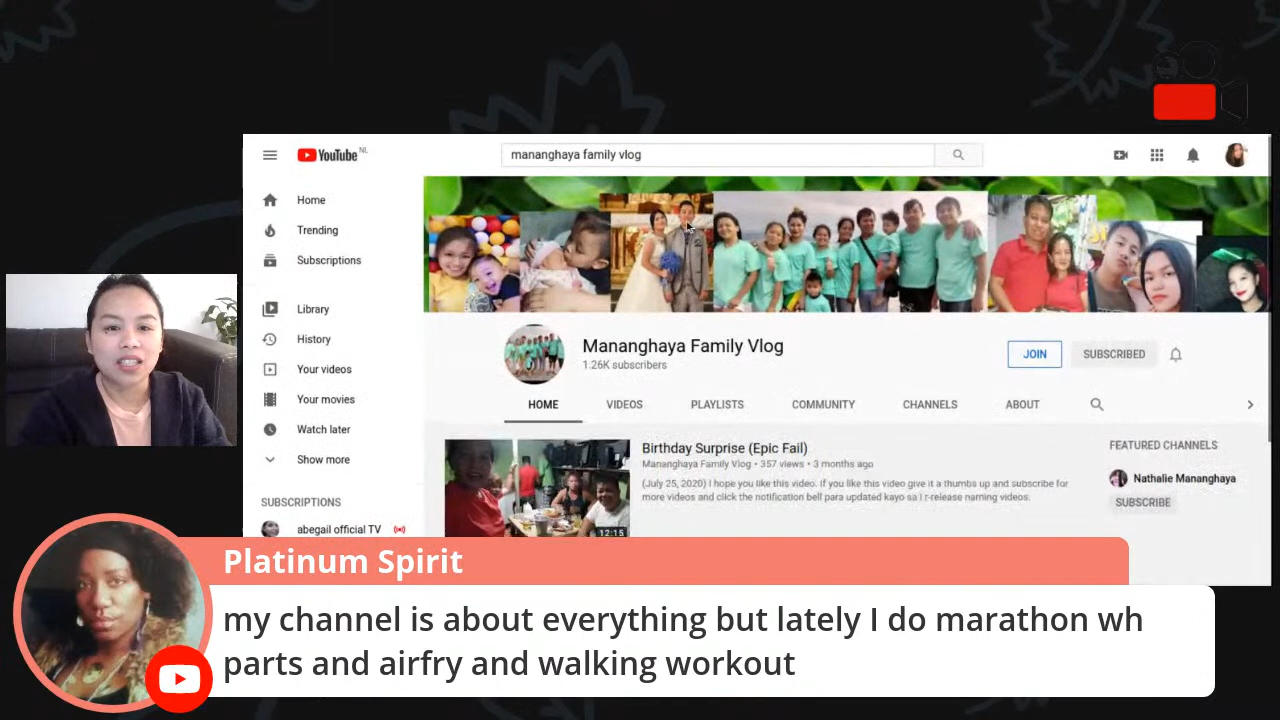 YouTube NL
mananghaya family vlog
Home
Trending
Subscriptions
Library
History
Your videos
Your movies
Watch later
Show more
SUBSCRIPTIONS
abegail official TV
Mananghaya Family Vlog
1.26K subscribers
JOIN
SUBSCRIBED
HOME
VIDEOS
PLAYLISTS
COMMUNITY
CHANNELS
ABOUT
12:15
Birthday Surprise (Epic Fail)
Mananghaya Family Vlog • 357 views • 3 months ago
(July 25, 2020) I hope you like this video. If you like this video give it a thumbs up and subscribe for
more videos and click the notification bell para updated kayo sa I r-release naming videos.
FEATURED CHANNELS
Nathalie Mananghaya
SUBSCRIBE
Platinum Spirit
my channel is about everything but lately I do marathon wh
parts and airfry and walking workout